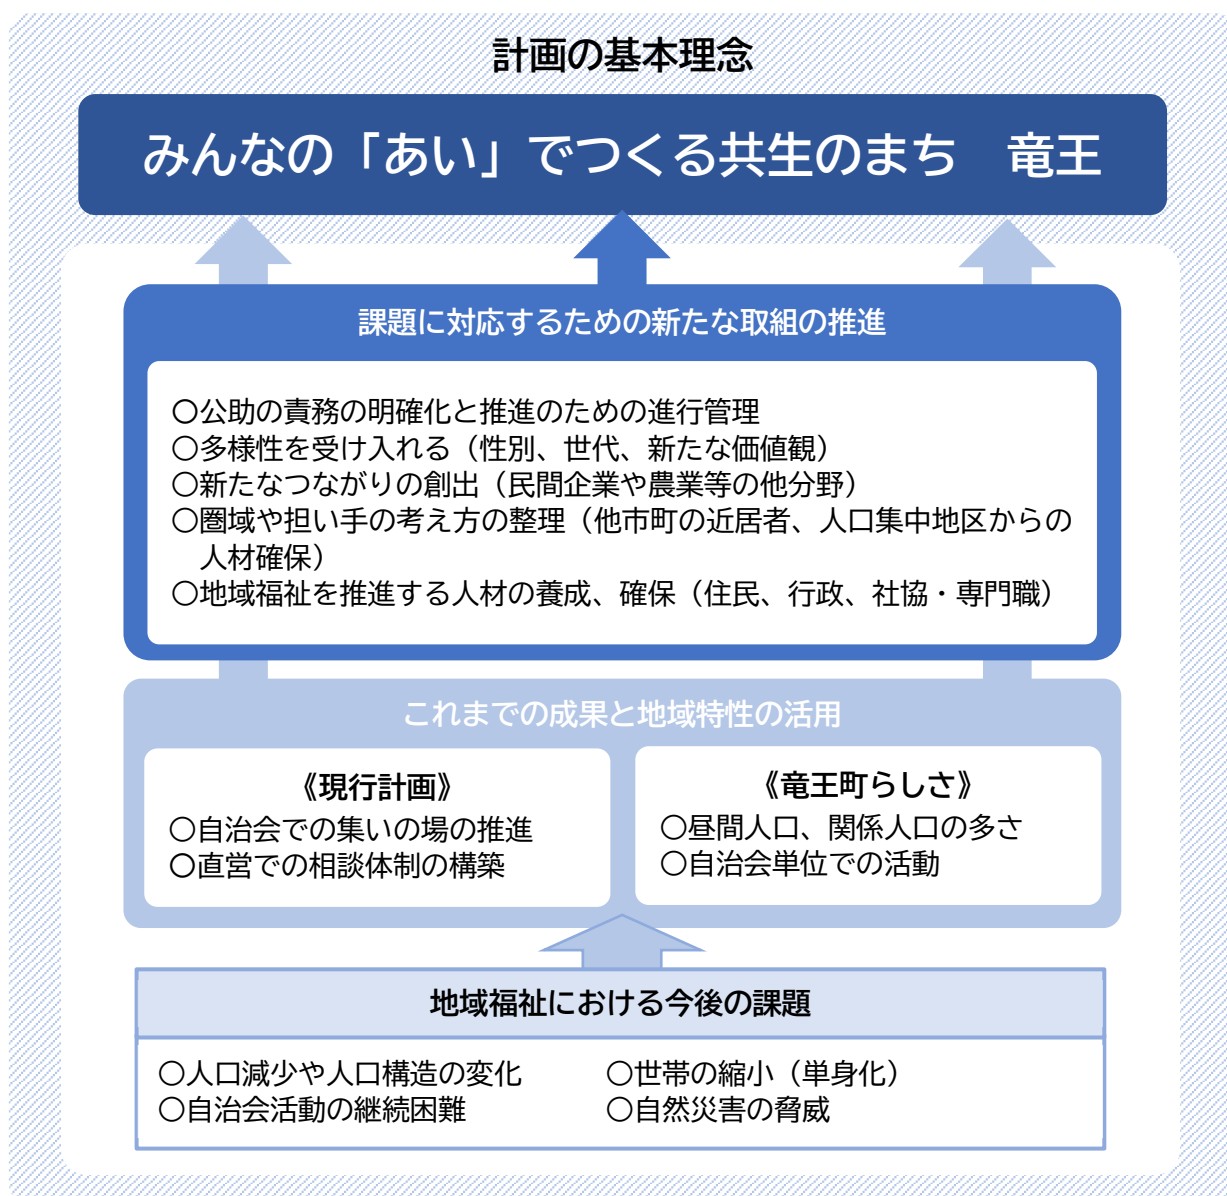 計画の基本理念
みんなの「あい」でつくる共生のまち　竜王
課題に対応するための新たな取組の推進
〇公助の責務の明確化と推進のための進行管理
〇多様性を受け入れる（性別、世代、新たな価値観）
〇新たなつながりの創出（民間企業や農業等の他分野）
〇圏域や担い手の考え方の整理（他市町の近居者、人口集中地区からの
人材確保）
〇地域福祉を推進する人材の養成、確保（住民、行政、社協・専門職）
これまでの成果と地域特性の活用
《現行計画》
〇自治会での集いの場の推進
〇直営での相談体制の構築
《竜王町らしさ》
〇昼間人口、関係人口の多さ
〇自治会単位での活動
地域福祉における今後の課題
〇人口減少や人口構造の変化
〇自治会活動の継続困難
〇世帯の縮小（単身化）
〇自然災害の脅威